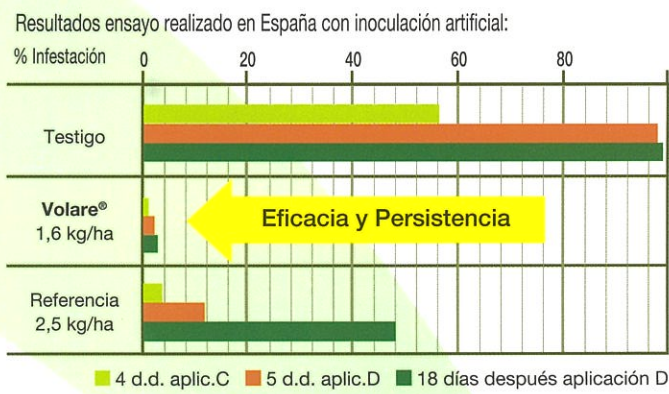 Resultados ensayo realizado en España con inoculación artificial:
% Infestación 0 20 40 60 80
Testigo
Volare®
1,6 kg/ha
Eficacia y Persistencia
Referencia
2,5 kg/ha
4 d.d. aplic.C 5 d.d. aplic.D 18 días después aplicación D